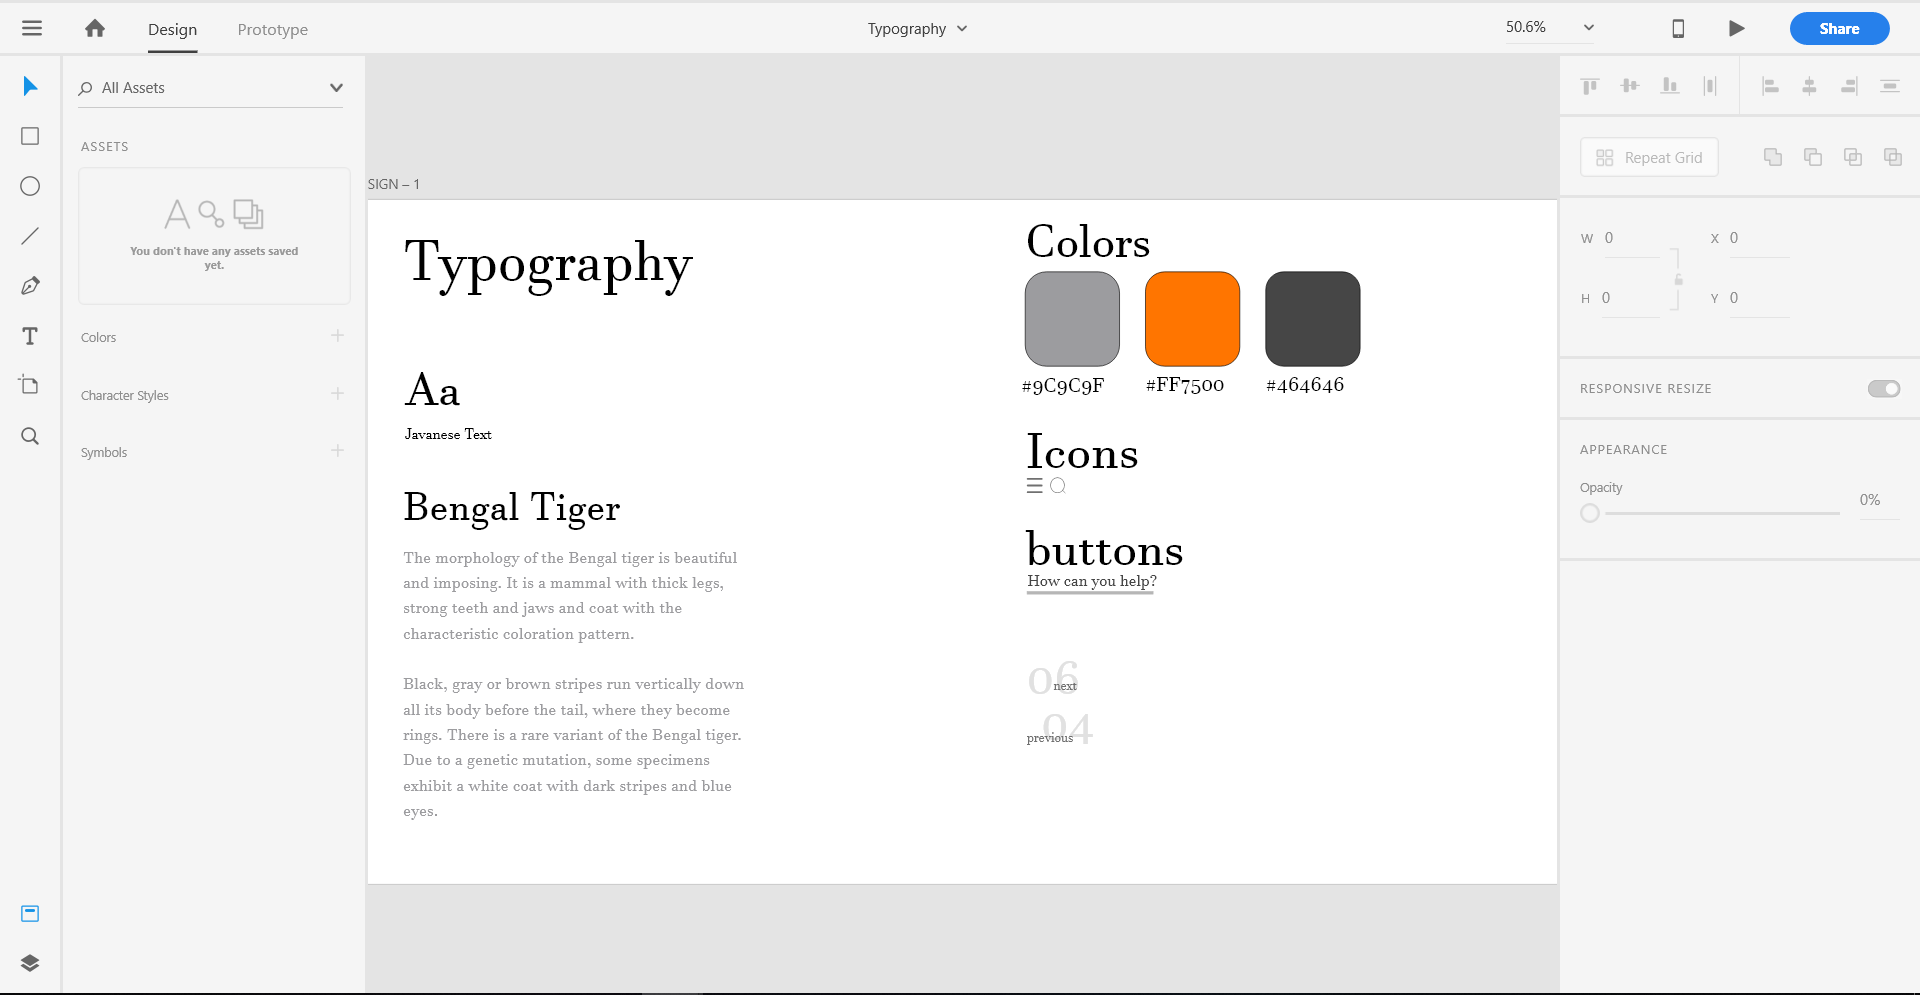 Design
Prototype
Typography
50.6%
Share
All Assets
ASSETS
You don't have any assets saved
yet.
Colors
Character Styles
Symbols
SIGN – 1
Typography
Aa
Javanese Text
Bengal Tiger
The morphology of the Bengal tiger is beautiful
and imposing. It is a mammal with thick legs,
strong teeth and jaws and coat with the
characteristic coloration pattern.
Black, gray or brown stripes run vertically down
all its body before the tail, where they become
rings. There is a rare variant of the Bengal tiger.
Due to a genetic mutation, some specimens
exhibit a white coat with dark stripes and blue
eyes.
Colors
#9C9C9F
#FF7500
#464646
Icons
buttons
How can you help?
06
next
04
previous
Repeat Grid
W 0
X 0
H 0
Y 0
RESPONSIVE RESIZE
APPEARANCE
Opacity
0%